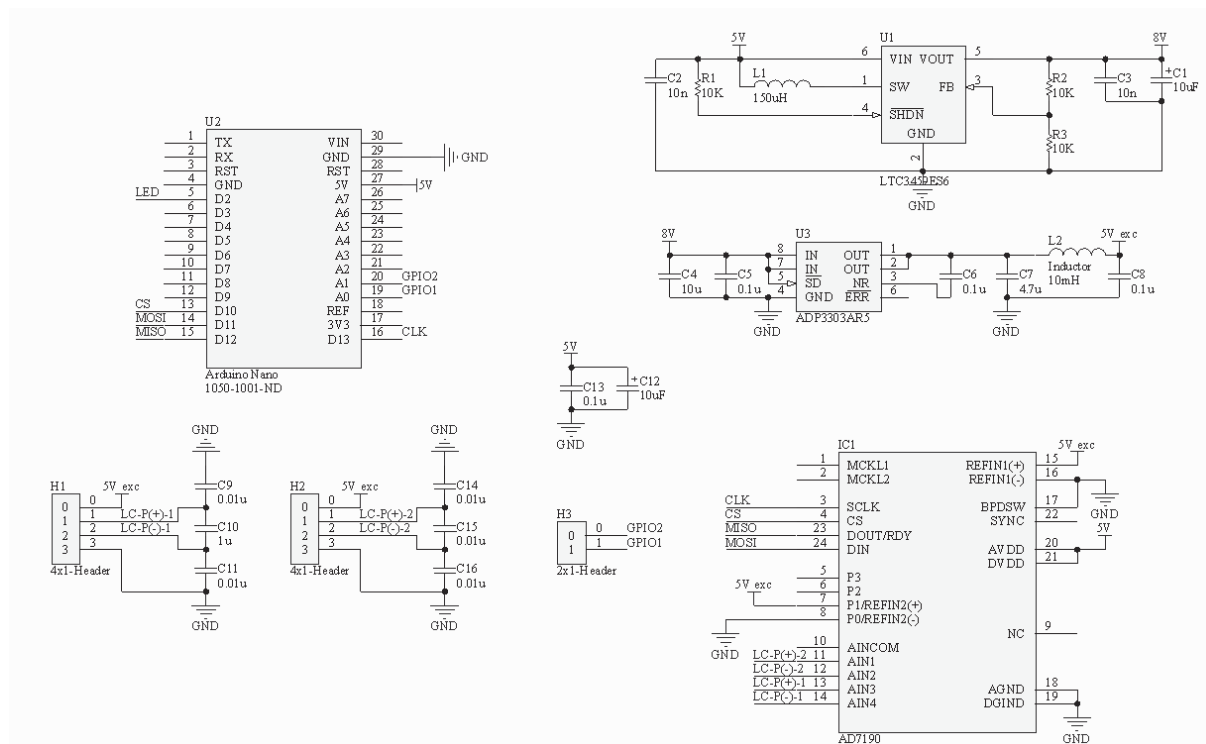 U2
1 TX VIN 30
2 RX GND 29 GND
3 RST RST 28
4 GND 5V 27 5V
LED 5 D2 A7 26
6 D3 A6 25
7 D4 A5 24
8 D5 A4 23
9 D6 A3 22
10 D7 A2 21
11 D8 A1 20 GPIO2
12 D9 A0 19 GPIO1
CS 13 D10 REF 18
MOSI 14 D11 3V3 17
MISO 15 D12 D13 16 CLK
Arduino Nano
1050-1001-ND
5V U1 8V
6 VIN VOUT 5
C2 10n
R1 10K
L1 150uH
1 SW FB 3
4 SHDN
GND
2
R2 10K
C3 10n
+C1 10uF
R3 10K
LTC3459ES6
GND
8V U3 5V exc
8 IN OUT 1
7 IN OUT 2
5 SD NR 3
4 GND ERR 6
C4 10u
C5 0.1u
C6 0.1u
C7 4.7u
L2
Inductor
10mH
C8 0.1u
GND
ADP3303AR5
GND
5V
C13 0.1u
+C12 10uF
GND
GND
H1
5V exc
0 0
1 1 LC-P(+)-1
2 2 LC-P(-)-1
3 3
4x1-Header
C9 0.01u
C10 1u
C11 0.01u
GND
GND
H2
5V exc
0 0
1 1 LC-P(+)-2
2 2 LC-P(-)-2
3 3
4x1-Header
C14 0.01u
C15 0.01u
C16 0.01u
GND
H3
0 0 GPIO2
1 1 GPIO1
2x1-Header
IC1
1 MCKL1 REFIN1(+) 15 5V exc
2 MCKL2 REFIN1(-) 16
CLK 3 SCLK BPDSW 17 GND
CS 4 CS SYNC 22
MISO 23 DOUT/RDY
MOSI 24 DIN AVDD 20 5V
DVDD 21
5 P3
6 P2
5V exc 7 P1/REFIN2(+)
8 P0/REFIN2(-)
GND
NC 9
10 AINCOM
LC-P(+)-2 11 AIN1
LC-P(-)-2 12 AIN2
LC-P(+)-1 13 AIN3 AGND 18
LC-P(-)-1 14 AIN4 DGIND 19
GND
AD7190